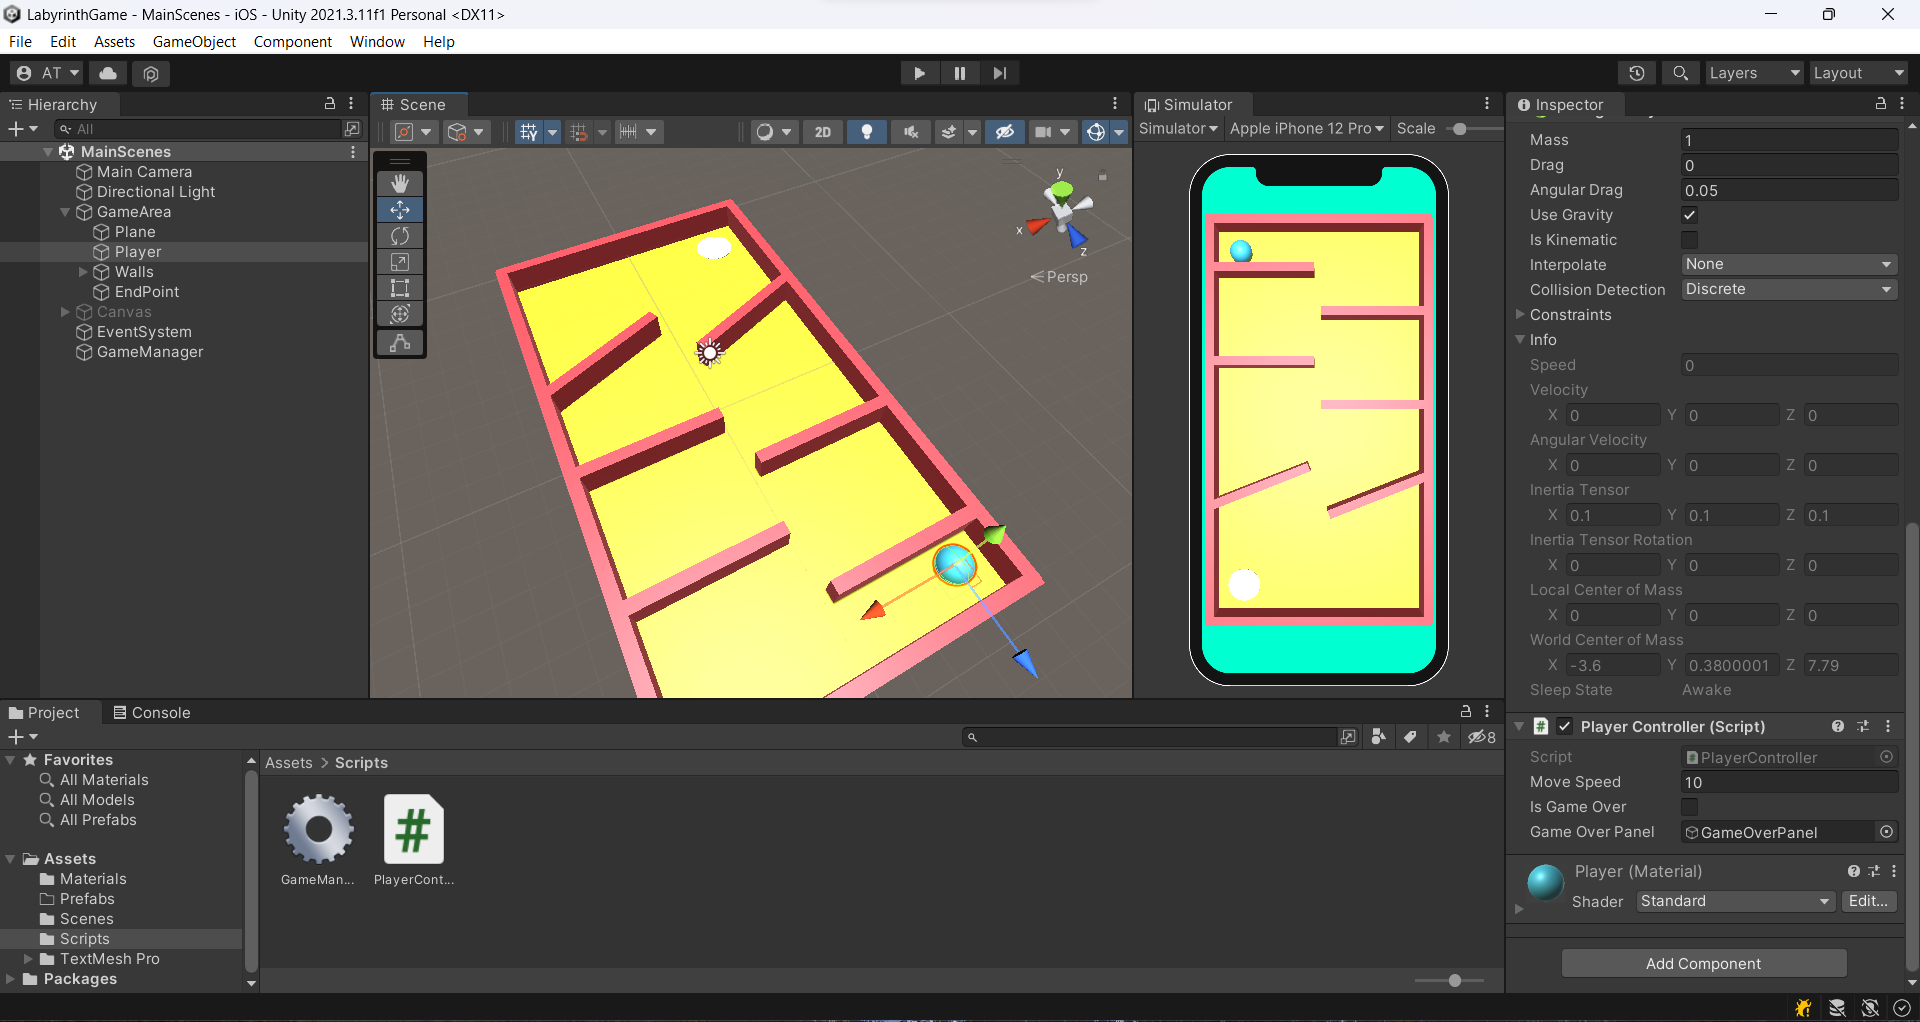 LabyrinthGame - MainScenes - iOS - Unity 2021.3.11f1 Personal <DX11>
File Edit Assets GameObject Component Window Help
AT
Layers
Layout
Hierarchy
All
MainScenes
Main Camera
Directional Light
GameArea
Plane
Player
Walls
EndPoint
Canvas
EventSystem
GameManager
Scene
2D
y
x
z
Persp
Simulator
Simulator Apple iPhone 12 Pro Scale
Inspector
Mass 1
Drag 0
Angular Drag 0.05
Use Gravity
Is Kinematic
Interpolate None
Collision Detection Discrete
Constraints
Info
Speed 0
Velocity
X 0 Y 0 Z 0
Angular Velocity
X 0 Y 0 Z 0
Inertia Tensor
X 0.1 Y 0.1 Z 0.1
Inertia Tensor Rotation
X 0 Y 0 Z 0
Local Center of Mass
X 0 Y 0 Z 0
World Center of Mass
X -3.6 Y 0.3800001 Z 7.79
Sleep State Awake
# Player Controller (Script)
Script PlayerController
Move Speed 10
Is Game Over
Game Over Panel GameOverPanel
Player (Material)
Shader Standard Edit...
Add Component
Project Console
8
Favorites
All Materials
All Models
All Prefabs
Assets
Materials
Prefabs
Scenes
Scripts
TextMesh Pro
Packages
Assets > Scripts
#
GameMan... PlayerCont...